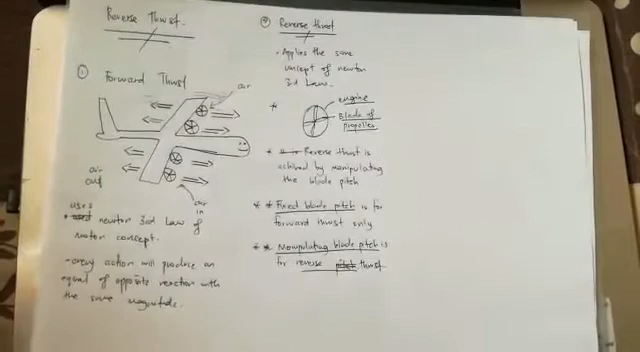 Reverse Thrust.
① Forward Thrust
air
air
out
air
in
uses
newton 3rd Law of
motion concept.
- every action will produce an
equal of opposite reaction with
the same magnitude.
② Reverse thrust
- Applies the same
concept of newton
3rd Law.
*
engine
Blade of
propeller
* Reverse thrust is
achived by manipulating
the blade pitch
* * Fixed blade pitch is for
forward thrust only
* * Manipulating blade pitch is
for reverse pitch thrust